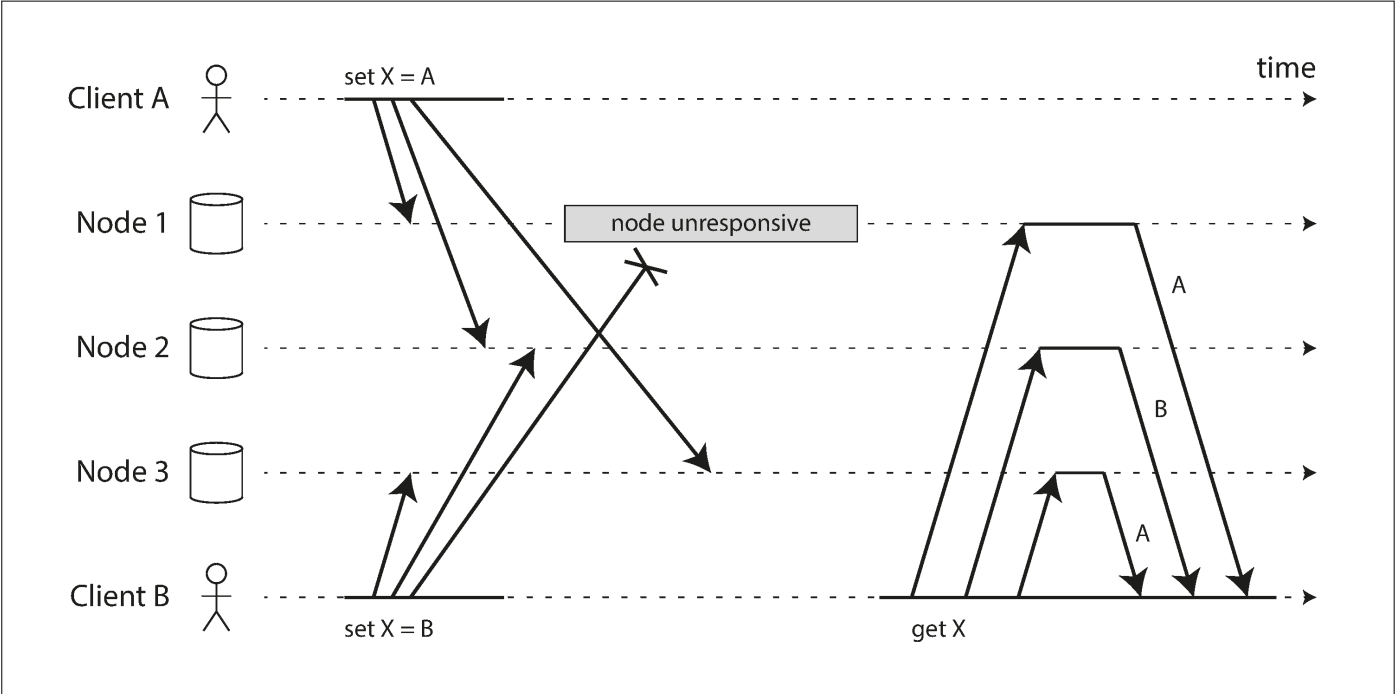 set X = A
time
Client A
Node 1
node unresponsive
A
Node 2
B
Node 3
A
Client B
set X = B
get X